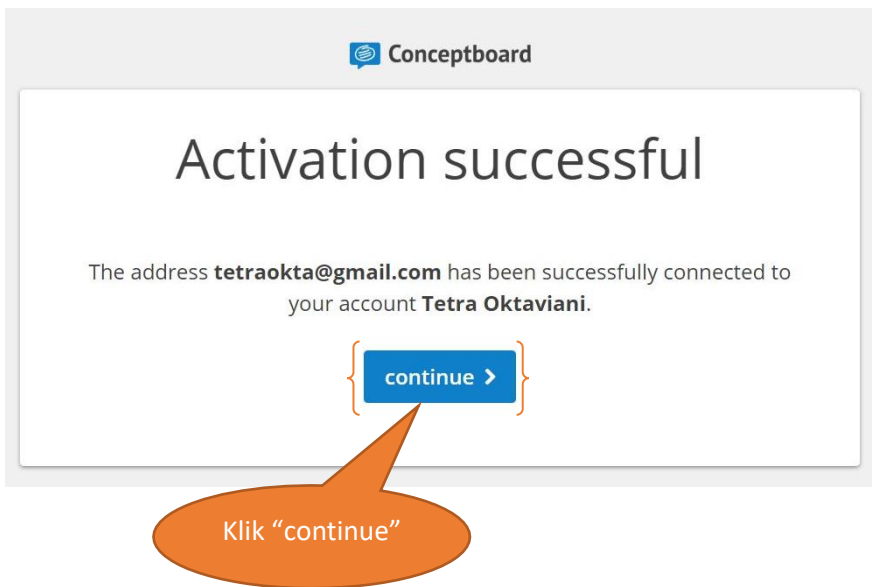 Conceptboard
Activation successful
The address tetraokta@gmail.com has been successfully connected to
your account Tetra Oktaviani.
continue
Klik “continue”